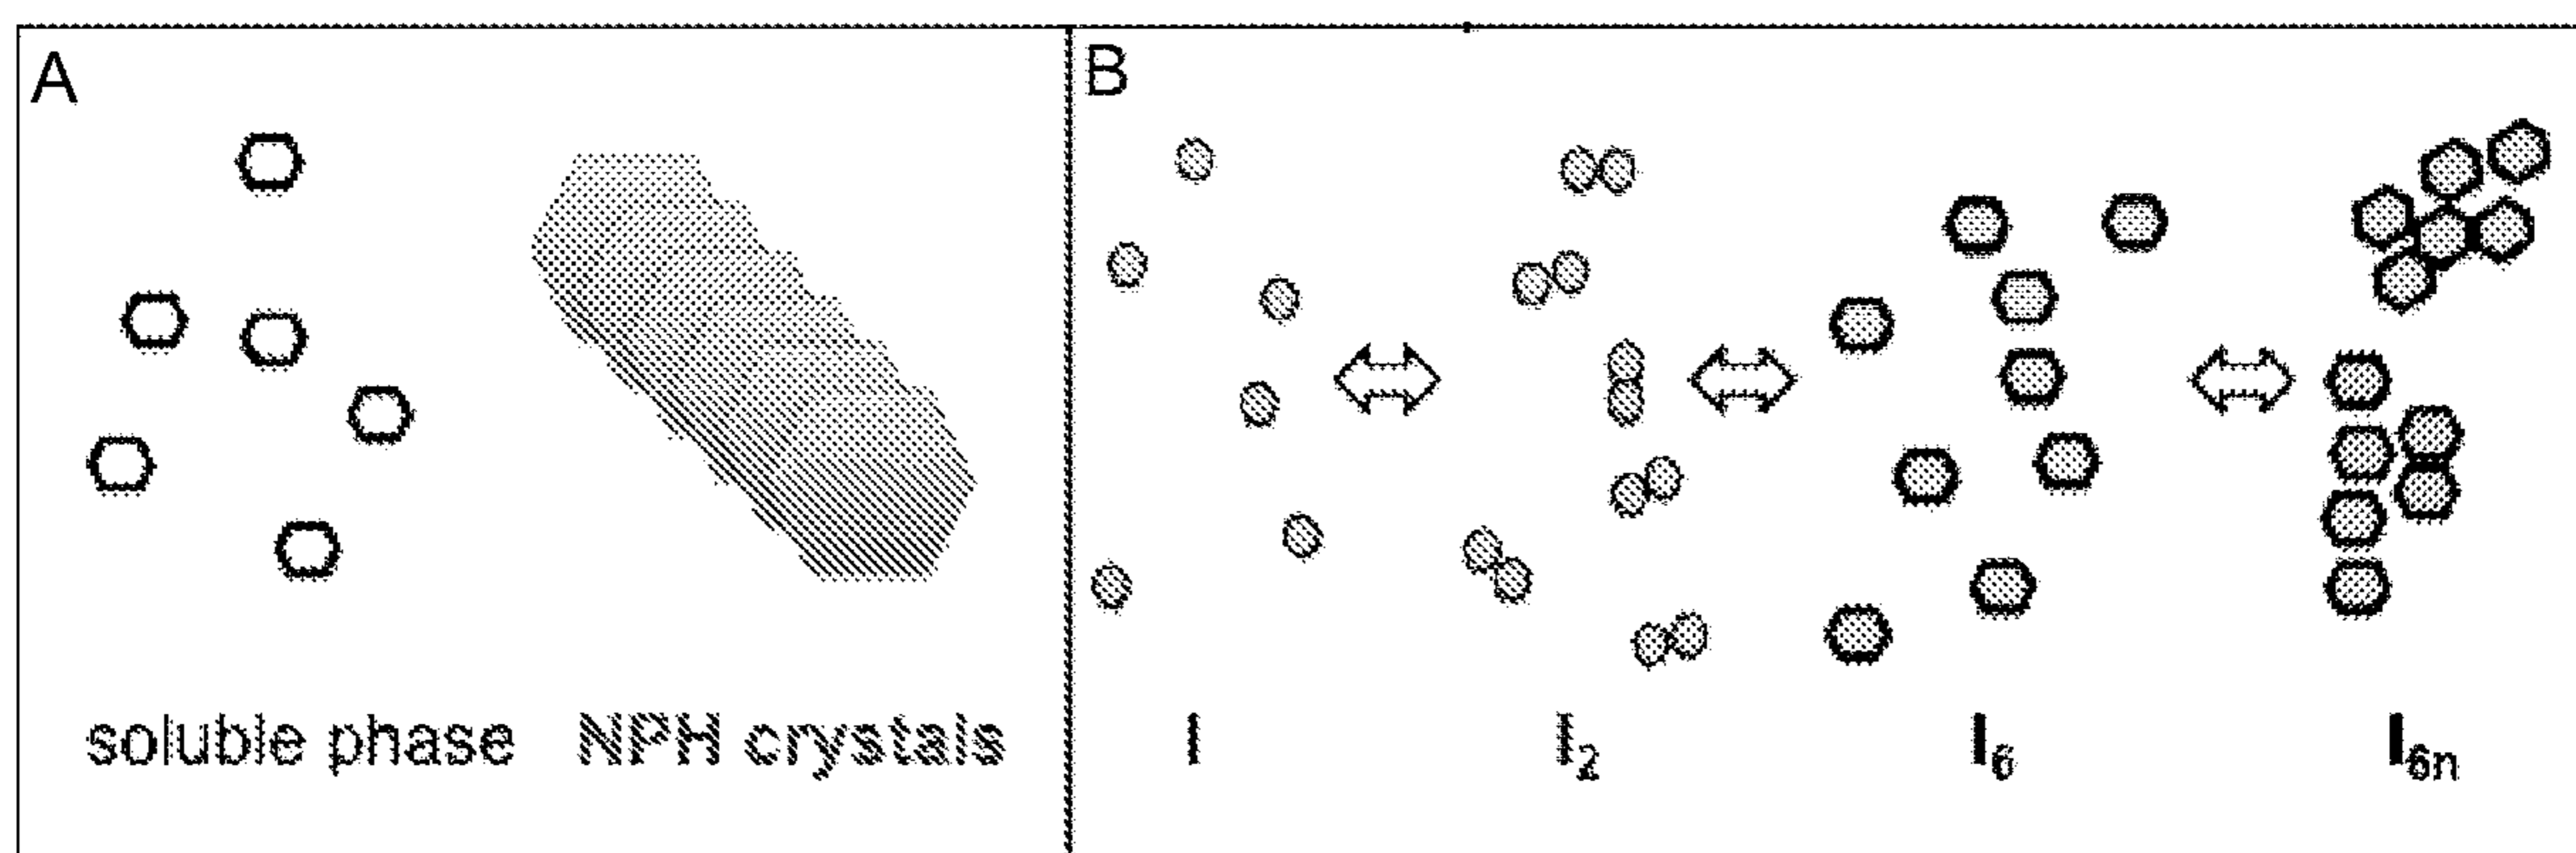 A
B
soluble phase NPH crystals
I I₂ I₆ I₆ₙ